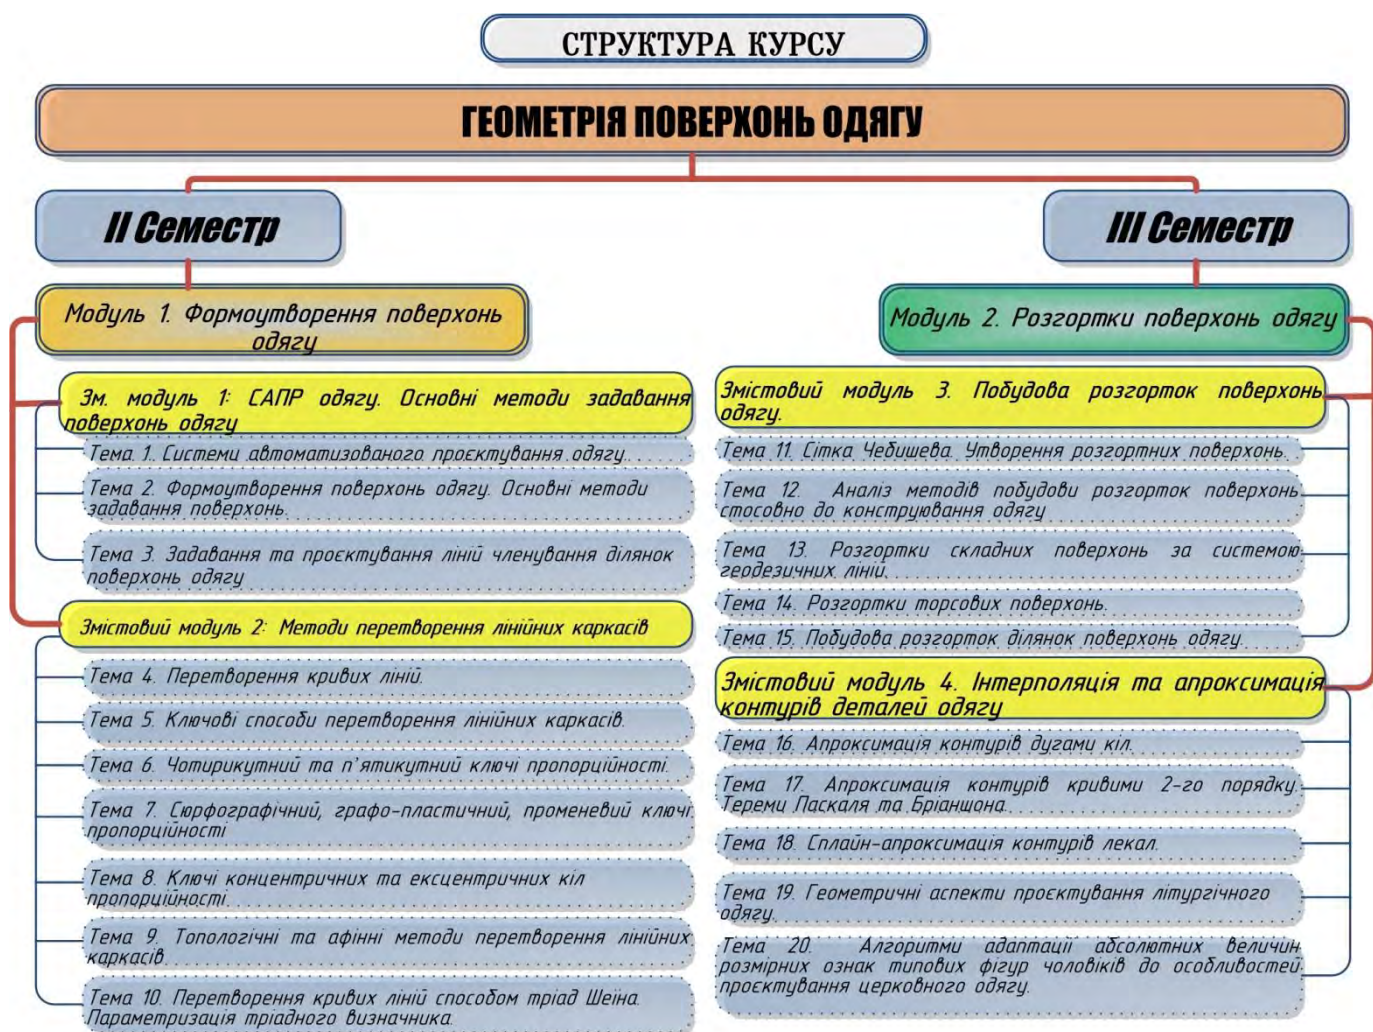 СТРУКТУРА КУРСУ
ГЕОМЕТРІЯ ПОВЕРХОНЬ ОДЯГУ
II Семестр
Модуль 1. Формоутворення поверхонь
одягу
Зм. модуль 1: САПР одягу. Основні методи задавання
поверхонь одягу
Тема 1. Системи автоматизованого проєктування одягу.
Тема 2. Формоутворення поверхонь одягу. Основні методи
задавання поверхонь.
Тема 3. Задавання та проєктування ліній членування ділянок
поверхонь одягу
Змістовий модуль 2: Методи перетворення лінійних каркасів
Тема 4. Перетворення кривих ліній.
Тема 5. Ключові способи перетворення лінійних каркасів.
Тема 6. Чотирикутний та п'ятикутний ключі пропорційності.
Тема 7. Сюрфографічний, графо-пластичний, променевий ключі
пропорційності
Тема 8. Ключі концентричних та ексцентричних кіл
пропорційності
Тема 9. Топологічні та афінні методи перетворення лінійних
каркасів
Тема 10. Перетворення кривих ліній способом тріад Шеіна.
Параметризація тріадного визначника.
III Семестр
Модуль 2. Розгортки поверхонь одягу
Змістовий модуль 3. Побудова розгорток поверхонь
одягу.
Тема 11. Сітка Чебишева. Утворення розгортних поверхонь.
Тема 12. Аналіз методів побудови розгорток поверхонь
стосовно до конструювання одягу
Тема 13. Розгортки складних поверхонь за системою
гердезичних ліній.
Тема 14. Розгортки торсових поверхонь.
Тема 15. Побудова розгорток ділянок поверхонь одягу.
Змістовий модуль 4. Інтерполяція та апроксимація
контурів деталей одягу
Тема 16. Апроксимація контурів дугами кіл.
Тема 17. Апроксимація контурів кривими 2-го порядку.
Тереми Паскаля та Бріаншона.
Тема 18. Сплайн-апроксимація контурів лекал.
Тема 19. Геометричні аспекти проєктування літургічного
одягу.
Тема 20. Алгоритми адаптації абсолютних величин
розмірних ознак типових фігур чоловіків до особливостей
проєктування церковного одягу.